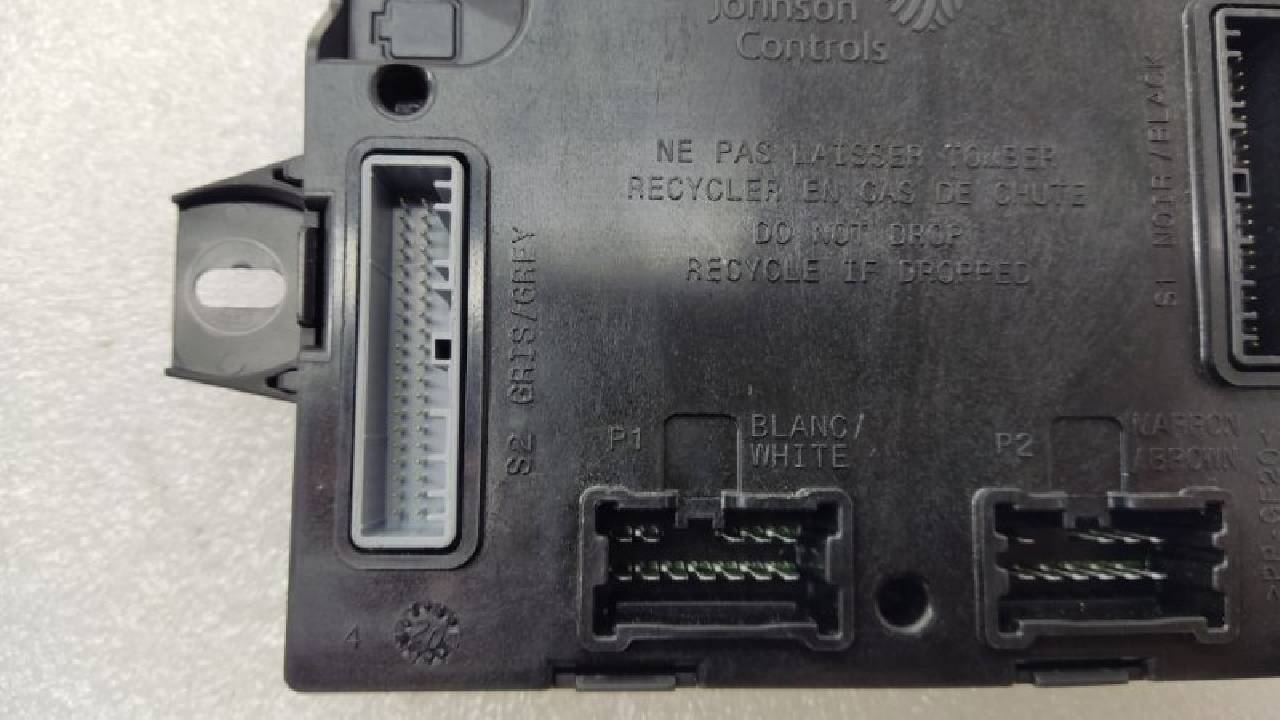 Johnson
Controls
NE PAS LAISSER TOMBER
RECYCLER EN CAS DE CHUTE
DO NOT DROP
RECYCLE IF DROPPED
S2 GRIS/GREY
S1 NOIR/BLACK
P1
BLANC/
WHITE
P2
MARRON
/BROWN
4
20